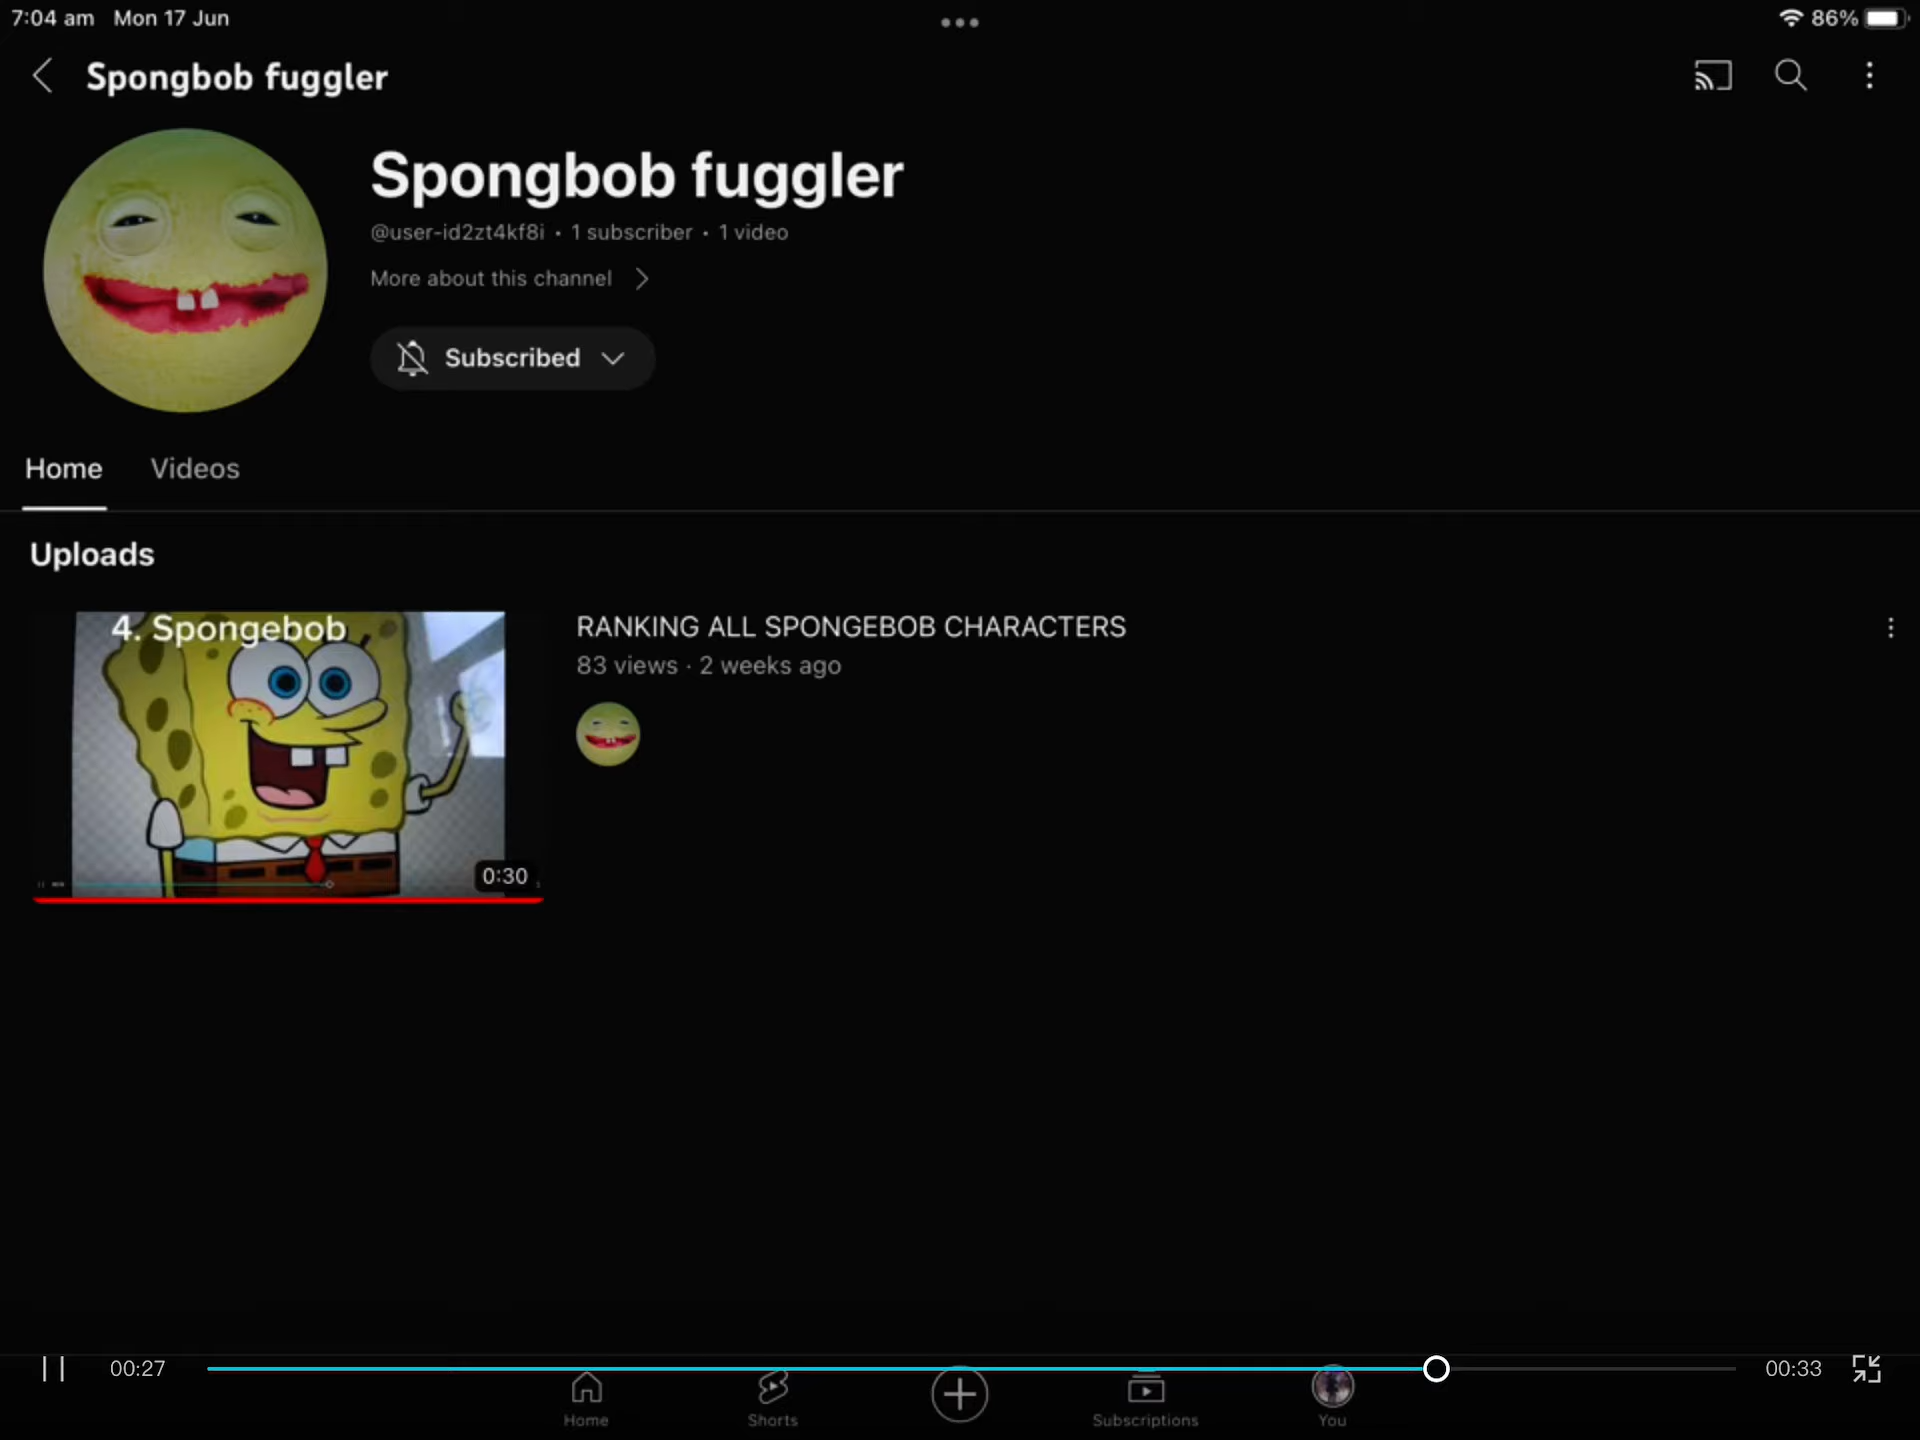 7:04 am Mon 17 Jun
86%
Spongbob fuggler
Spongbob fuggler
@user-id2zt4kf8i • 1 subscriber • 1 video
More about this channel
Subscribed
Home Videos
Uploads
4. Spongebob
0:30
RANKING ALL SPONGEBOB CHARACTERS
83 views · 2 weeks ago
00:27
00:33
Home Shorts Subscriptions You